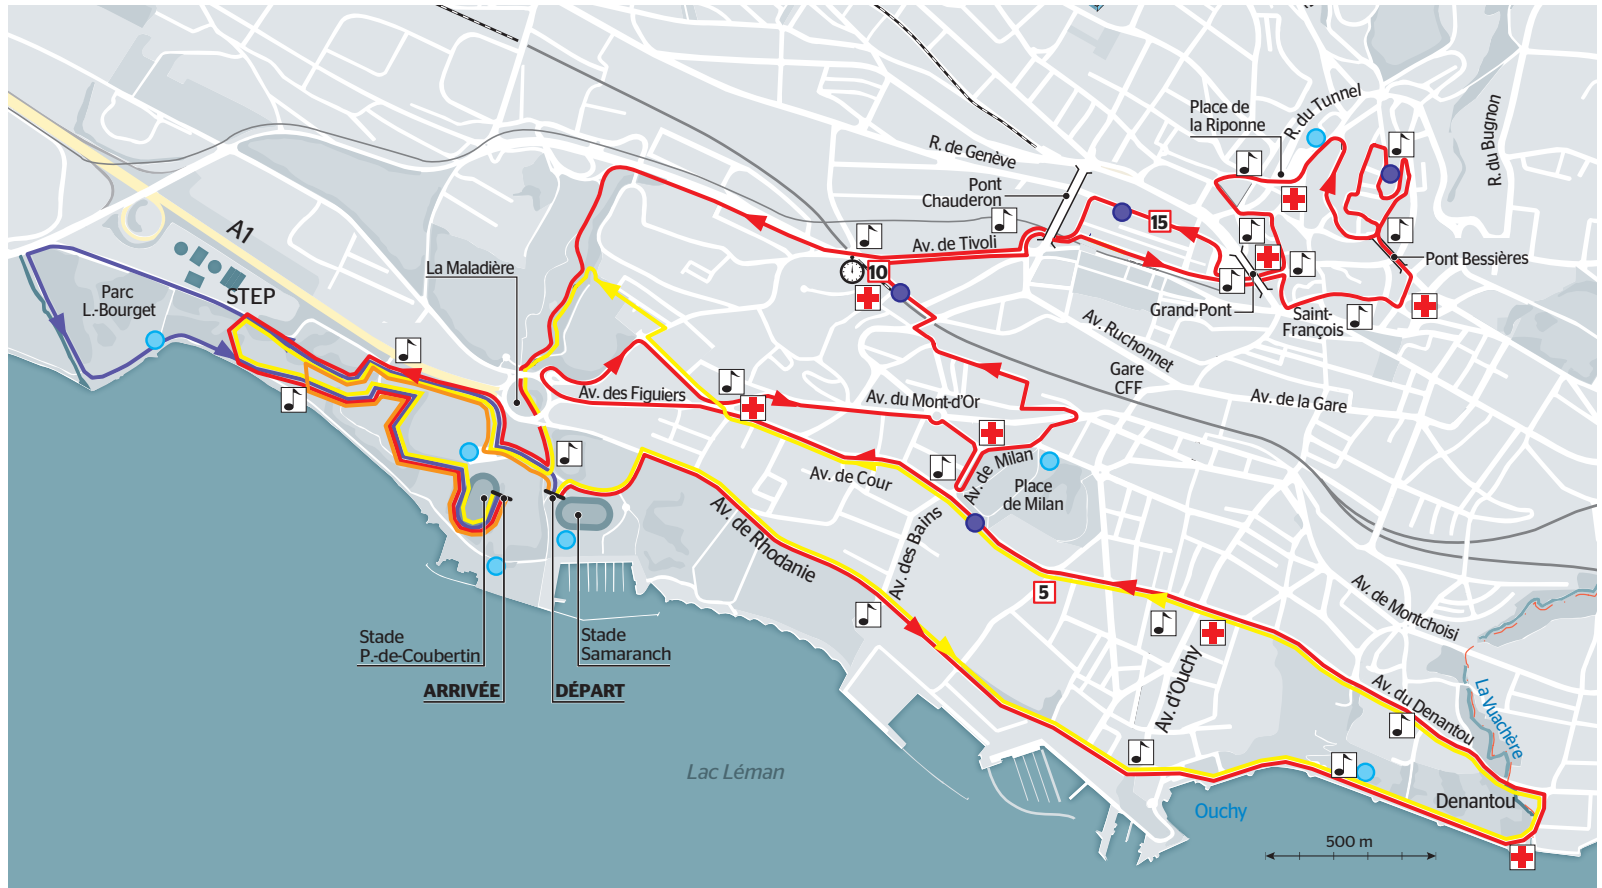 Place de
la Riponne
R. du Tunnel
R. du Bugnon
R. de Genève
Pont
Chauderon
15
A1
Av. de Tivoli
La Maladière
10
Pont Bessières
Parc
L.-Bourget
STEP
Grand-Pont
Saint-
François
Av. Ruchonnet
Gare
CFF
Av. des Figuiers
Av. du Mont-d'Or
Av. de la Gare
Av. de Cour
Av. de Milan
Place
de Milan
Av. de Rhodanie
Av. des Bains
5
Av. de Montchoisi
Stade
P.-de-Coubertin
Stade
Samaranch
ARRIVÉE
DÉPART
Av. d'Ouchy
Av. du Denantou
La Vuachère
Lac Léman
Ouchy
Denantou
500 m